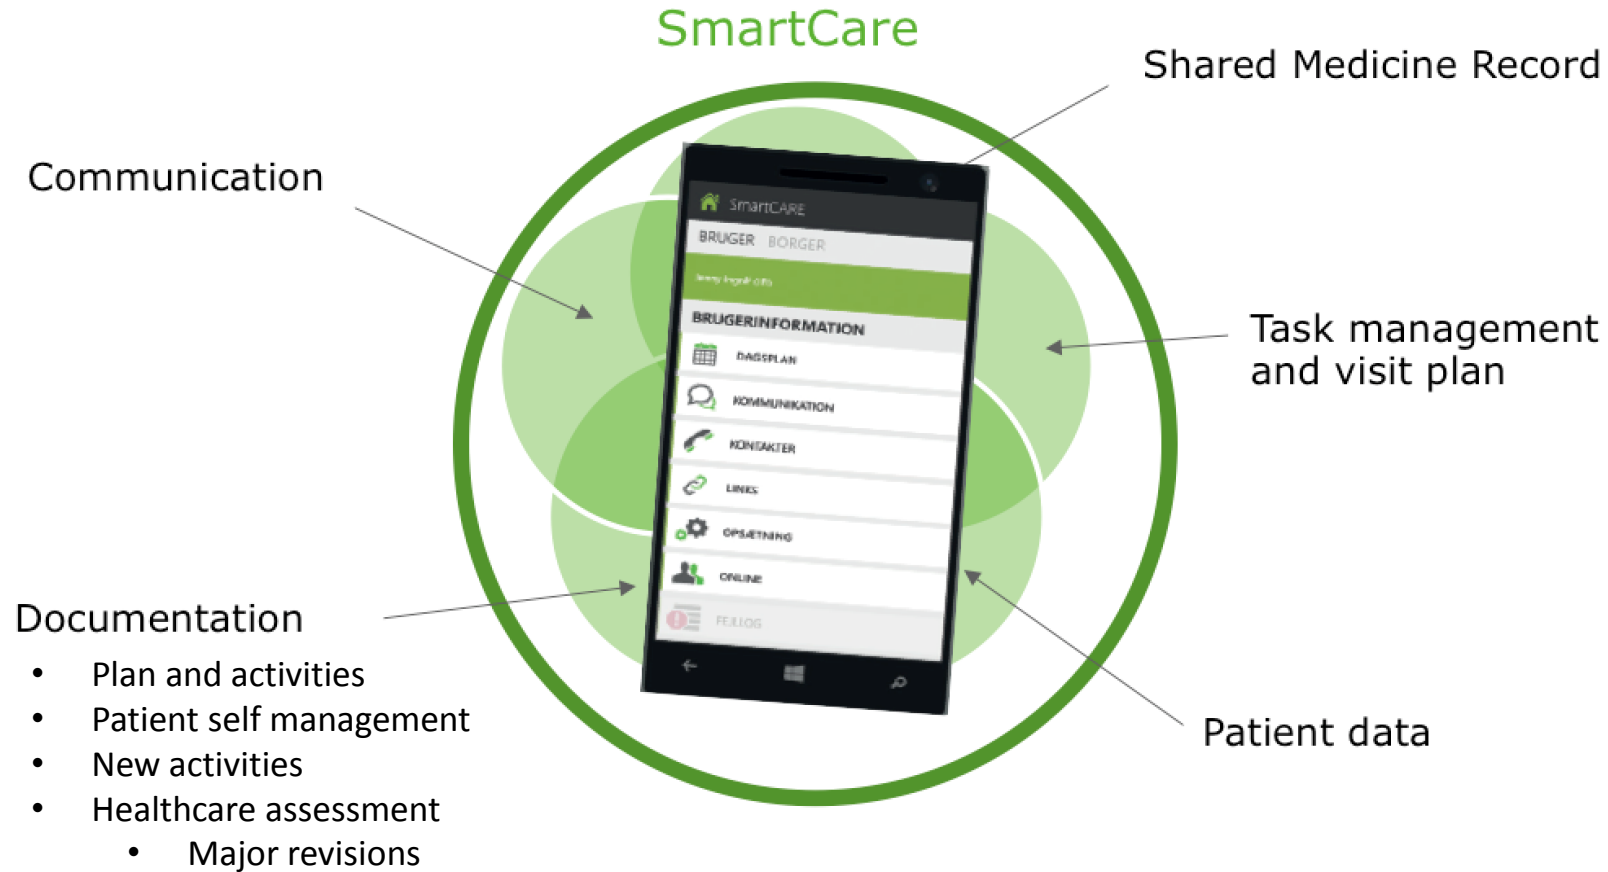 SmartCare
Shared Medicine Record
Communication
Task management
and visit plan
Documentation
• Plan and activities
• Patient self management
• New activities
• Healthcare assessment
• Major revisions
Patient data
SmartCARE
BRUGER BORGER
BRUGERINFORMATION
DAGSPLAN
KOMMUNIKATION
KONTAKTER
LINKS
OPSÆTNING
ONLINE
FEJLLOG